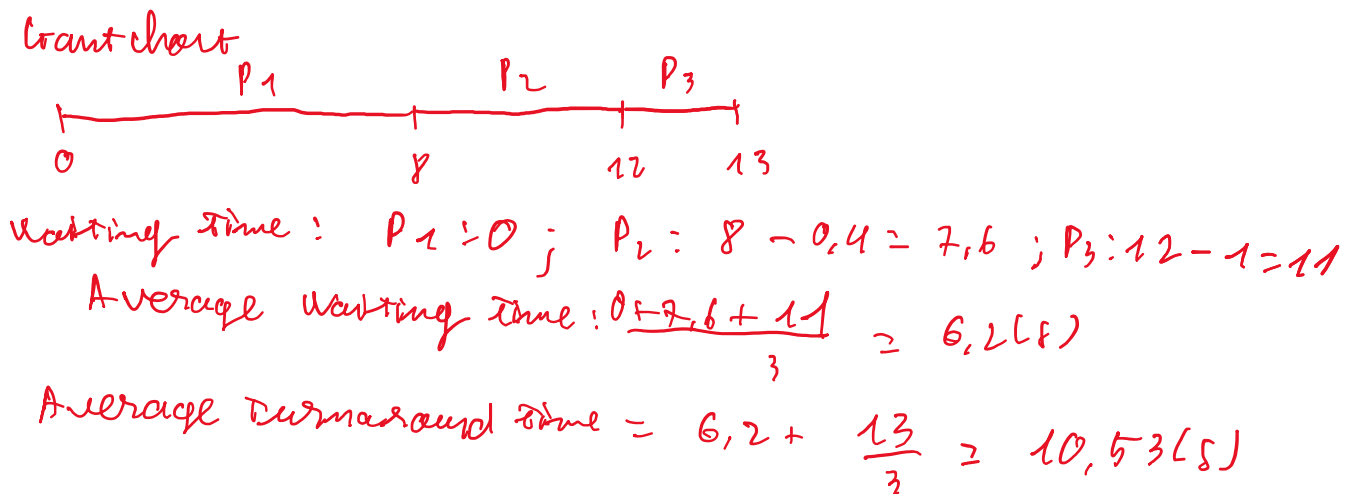 Grant chart
P1 P2 P3
0 8 12 13
Waiting Time : P1 : 0 ; P2 : 8 - 0,4 = 7,6 ; P3 : 12 - 1 = 11
Average Waiting Time : 0+7,6+11/3 = 6,2(s)
Average Turnaround Time = 6,2 + 13/3 = 10,53(s)